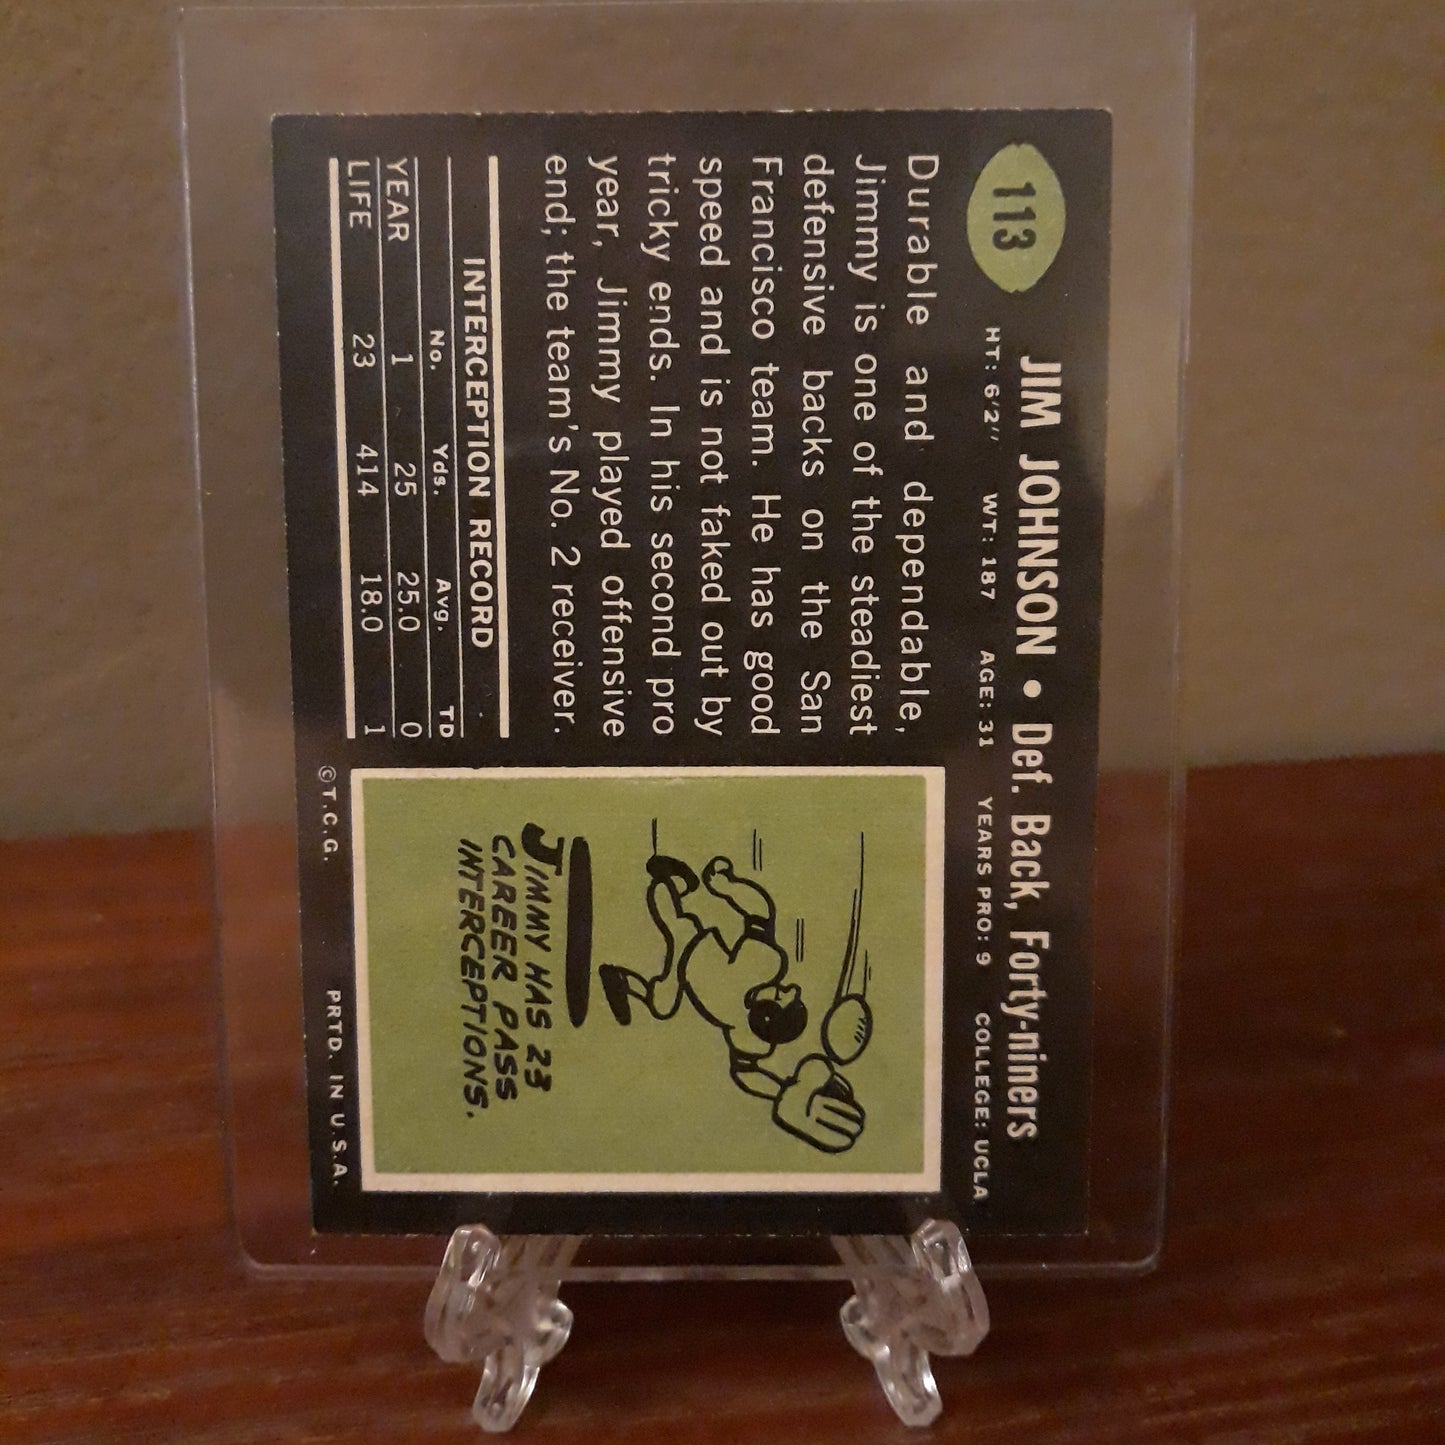 113
JIM JOHNSON • Def. Back, Forty-niners
HT: 6'2'' WT: 187 AGE: 31 YEARS PRO: 9 COLLEGE: UCLA
Durable and dependable,
Jimmy is one of the steadiest
defensive backs on the San
Francisco team. He has good
speed and is not faked out by
tricky ends. In his second pro
year, Jimmy played offensive
end; the team's No. 2 receiver.
INTERCEPTION RECORD
No. Yds. Avg. TD
YEAR 1 25 25.0 0
LIFE 23 414 18.0 1
JIMMY HAS 23
CAREER PASS
INTERCEPTIONS.
© T.C.G. PRTD. IN U.S.A.